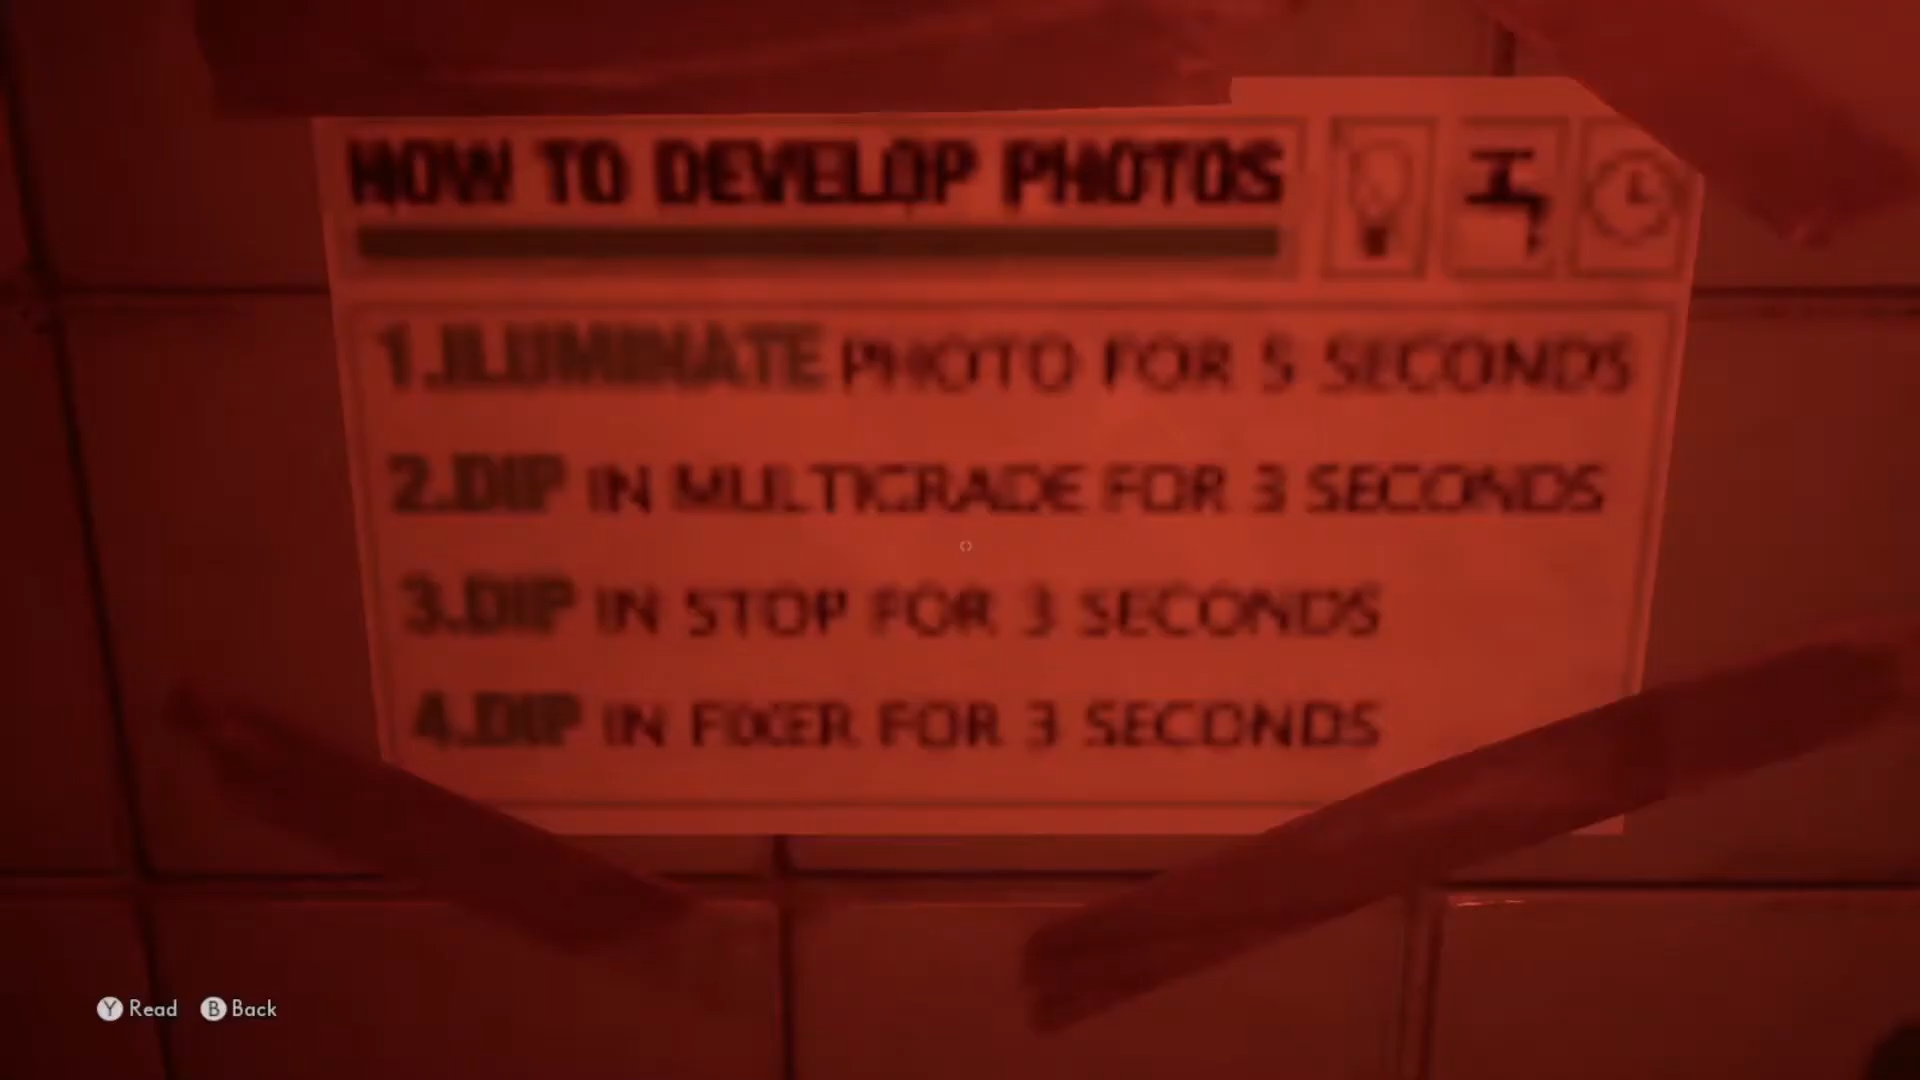 HOW TO DEVELOP PHOTOS
1.ILUMINATE PHOTO FOR 5 SECONDS
2.DIP IN MULTIGRADE FOR 3 SECONDS
3.DIP IN STOP FOR 3 SECONDS
4.DIP IN FIXER FOR 3 SECONDS
Y Read B Back